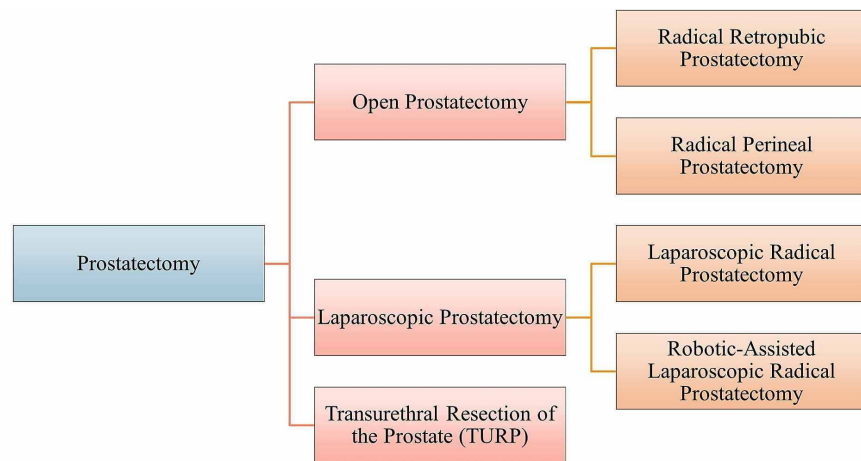 Prostatectomy
Open Prostatectomy
Radical Retropubic
Prostatectomy
Radical Perineal
Prostatectomy
Laparoscopic Prostatectomy
Laparoscopic Radical
Prostatectomy
Robotic-Assisted
Laparoscopic Radical
Prostatectomy
Transurethral Resection of
the Prostate (TURP)